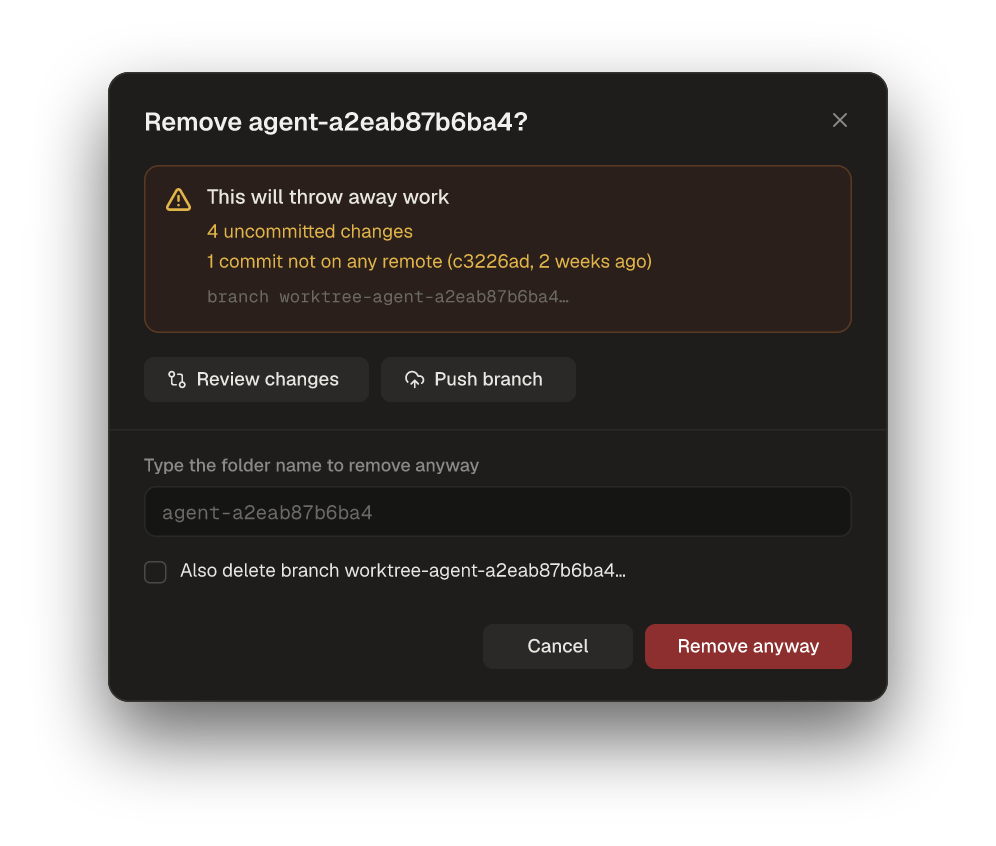 Remove agent-a2eab87b6ba4?
This will throw away work
4 uncommitted changes
1 commit not on any remote (c3226ad, 2 weeks ago)
branch worktree-agent-a2eab87b6ba4…
Review changes
Push branch
Type the folder name to remove anyway
agent-a2eab87b6ba4
Also delete branch worktree-agent-a2eab87b6ba4…
Cancel
Remove anyway